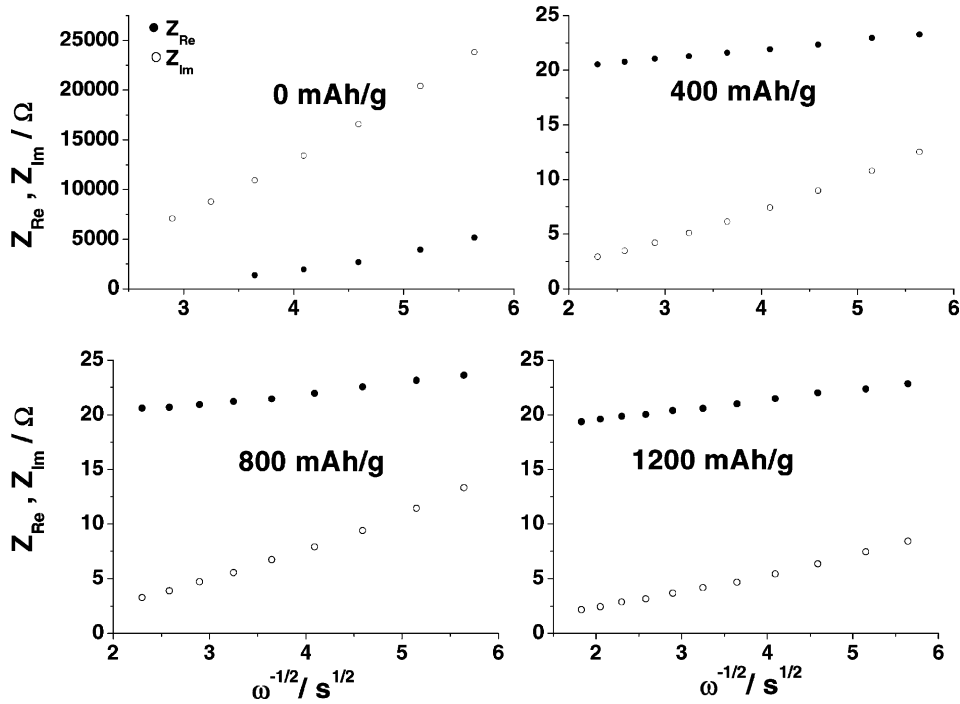 Z_Re
Z_Im
0 mAh/g
400 mAh/g
Z_Re , Z_Im / Ω
25000
20000
15000
10000
5000
0
3 4 5 6
25
20
15
10
5
0
2 3 4 5 6
800 mAh/g
1200 mAh/g
Z_Re , Z_Im / Ω
25
20
15
10
5
0
2 3 4 5 6
ω^-1/2/ s^1/2
25
20
15
10
5
0
2 3 4 5 6
ω^-1/2/ s^1/2